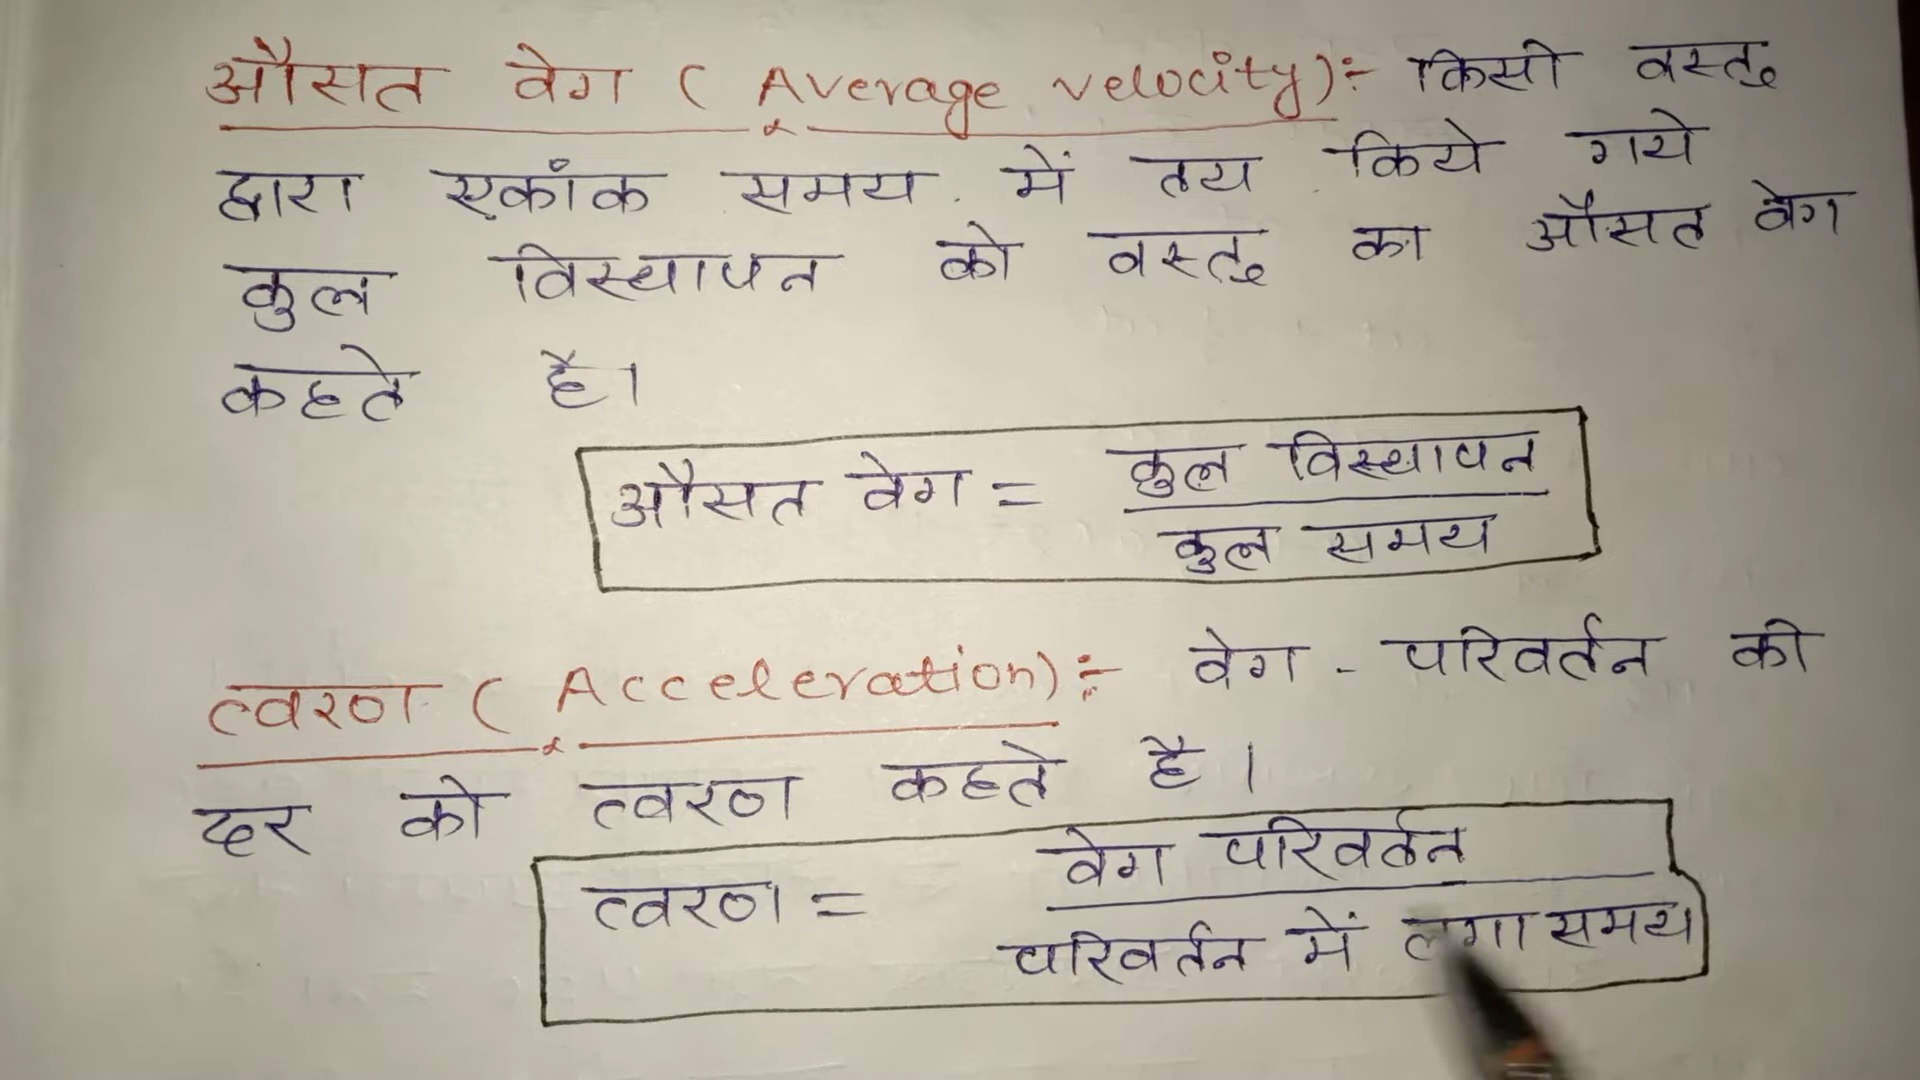 औसत वेग ( Average velocity):- किसी वस्तु
द्वारा एकाँक समय में तय किये गये
कुल विस्थापन को वस्तु का औसत वेग
कहते है।
औसत वेग = कुल विस्थापन
कुल समय
त्वरण ( Acceleration):- वेग - परिवर्तन की
दर को त्वरण कहते है।
त्वरण = वेग परिवर्तन
परिवर्तन में लगा समय